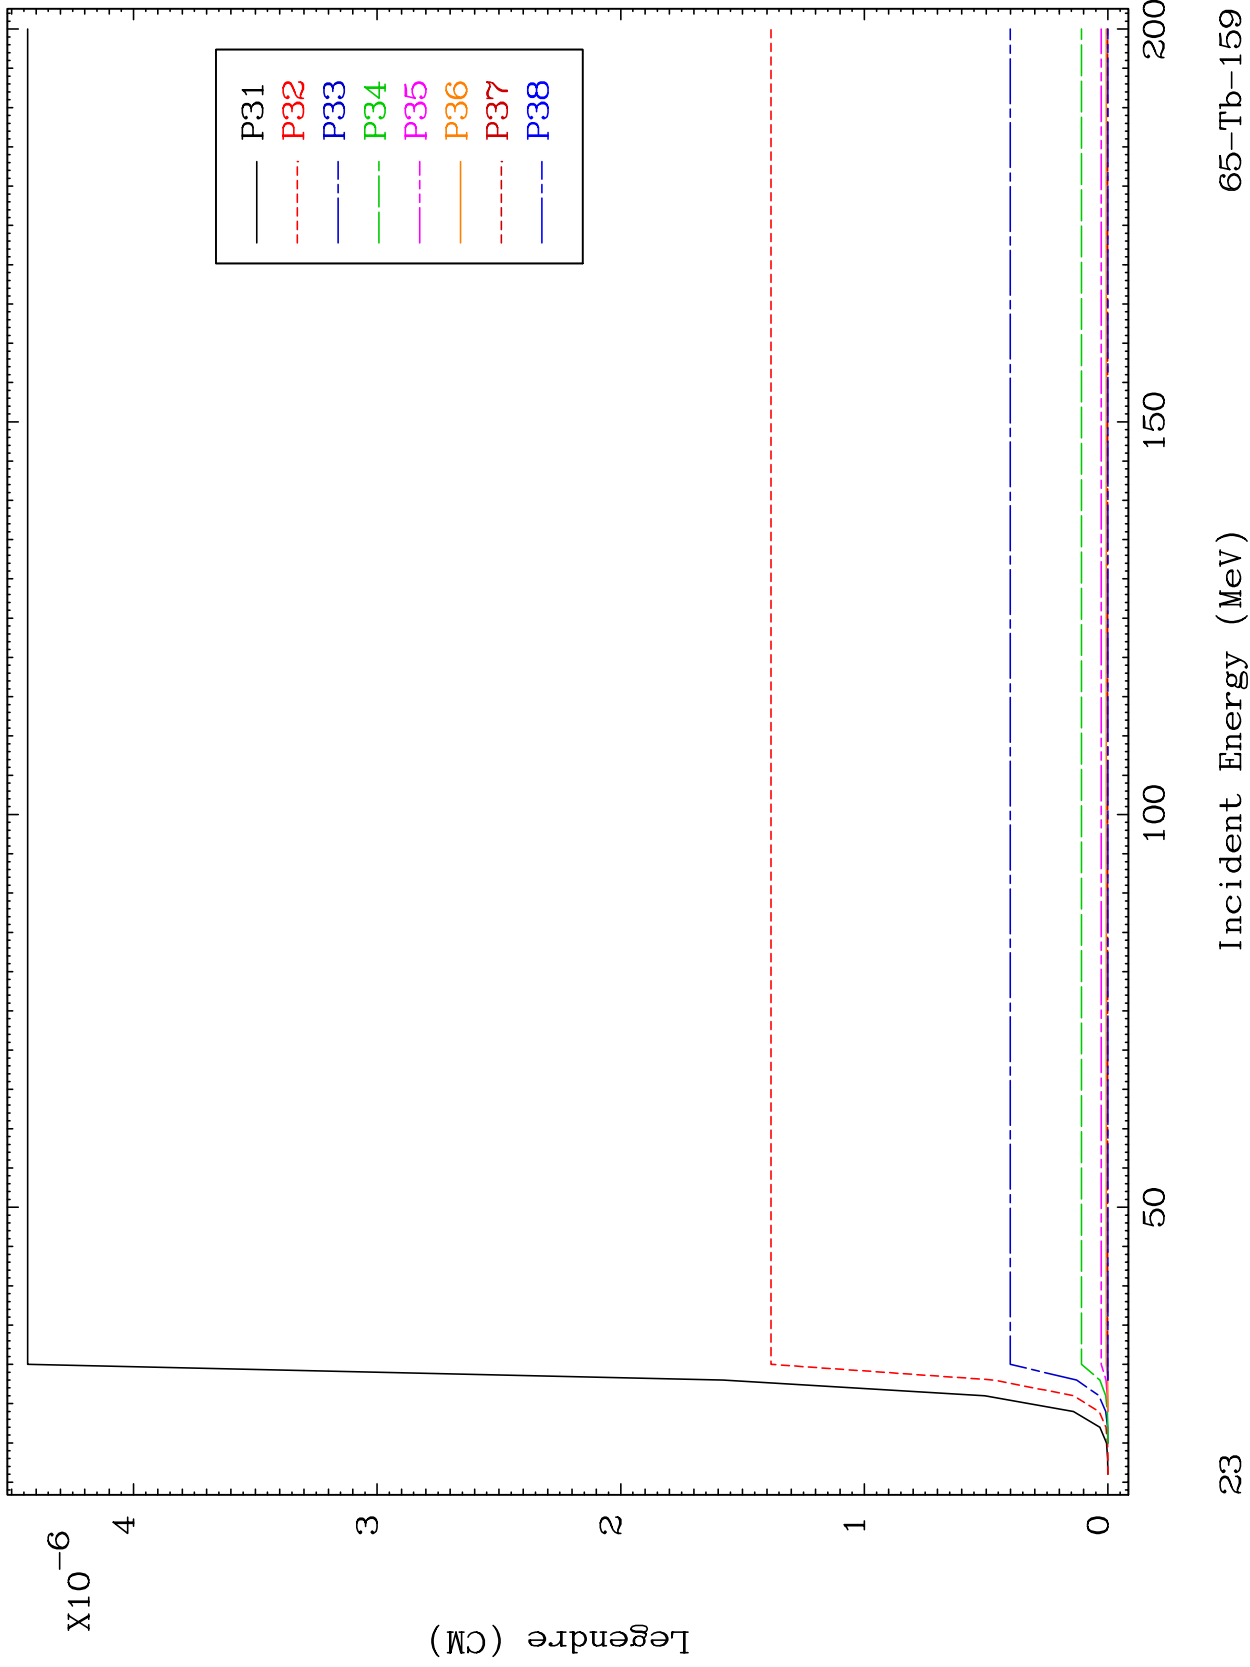 X10-6
4
3
2
1
0
Legendre (CM)
P31
P32
P33
P34
P35
P36
P37
P38
50
100
150
200
Incident Energy (MeV)
23
65-Tb-159